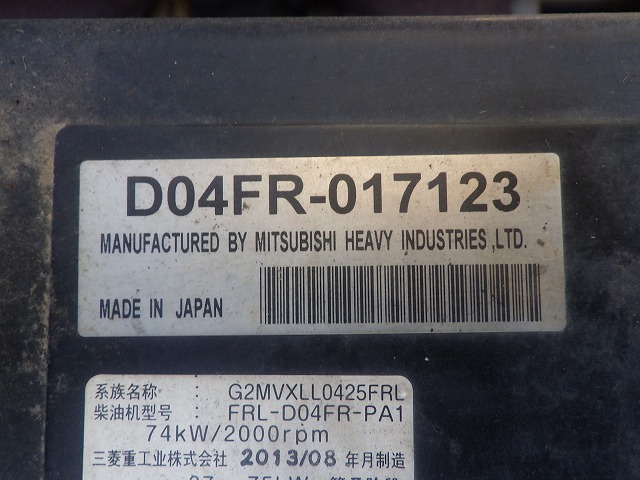 D04FR-017123
MANUFACTURED BY MITSUBISHI HEAVY INDUSTRIES,LTD.
MADE IN JAPAN
系族名称 : G2MVXLL0425FRL
柴油机型号 : FRL-D04FR-PA1
74kW/2000rpm
三菱重工业株式会社 2013/08 年月制造